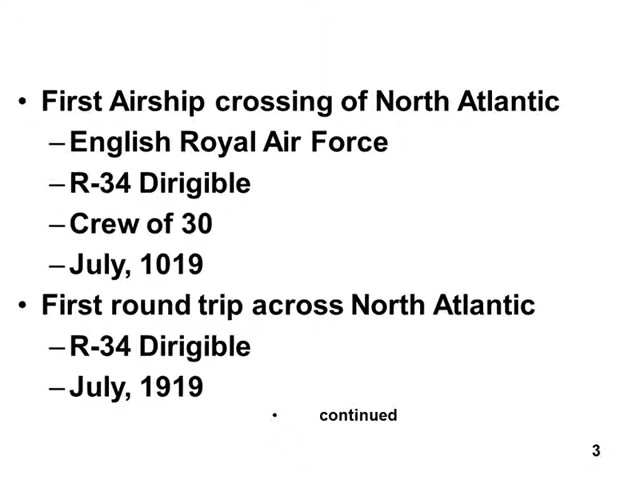 • First Airship crossing of North Atlantic
– English Royal Air Force
– R-34 Dirigible
– Crew of 30
– July, 1019
• First round trip across North Atlantic
– R-34 Dirigible
– July, 1919
• continued
3